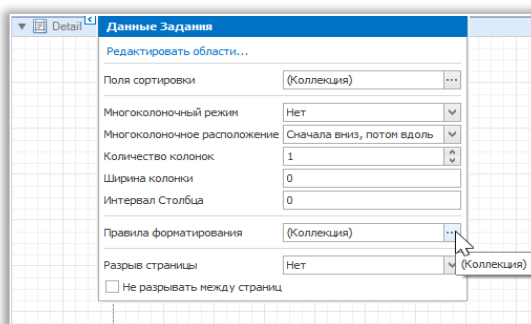 Detail
Данные Задания
Редактировать области...
Поля сортировки (Коллекция) ...
Многоколоночный режим Нет
Многоколоночное расположение Сначала вниз, потом вдоль
Количество колонок 1
Ширина колонки 0
Интервал Столбца 0
Правила форматирования (Коллекция) ...
(Коллекция)
Разрыв страницы Нет
Не разрывать между страниц